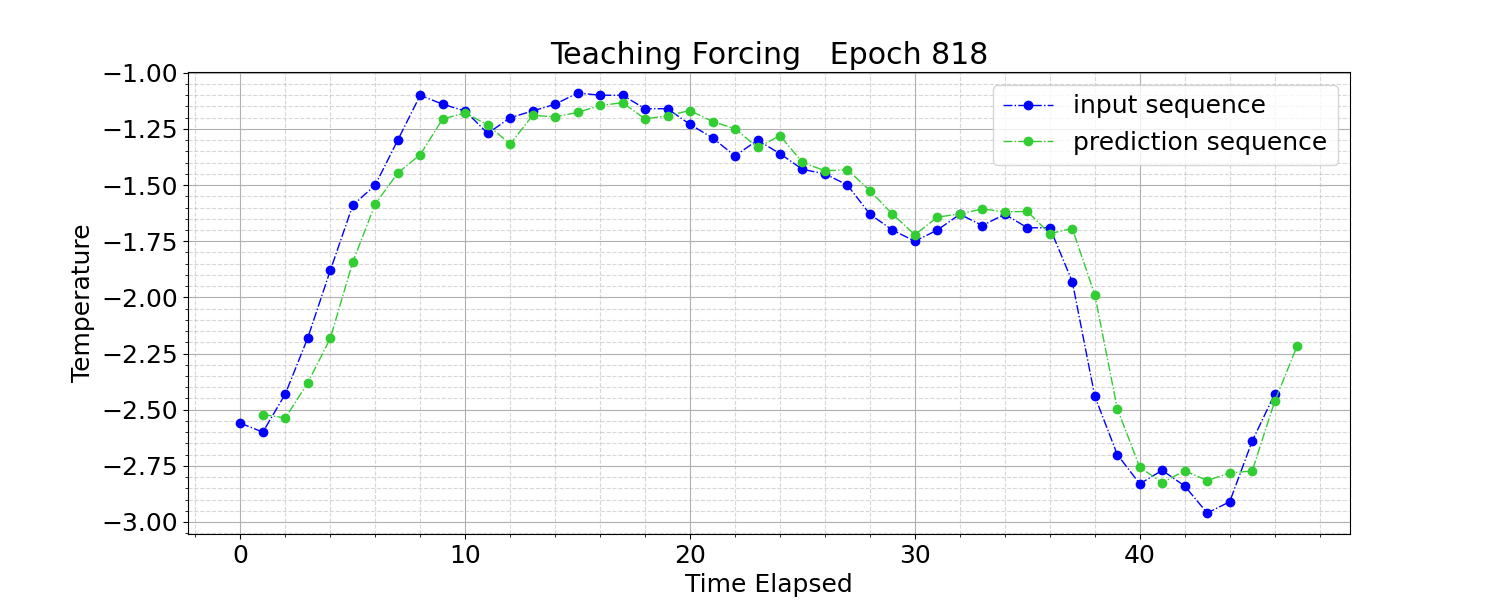 Teaching Forcing   Epoch 818
input sequence
prediction sequence
Temperature
−1.00
−1.25
−1.50
−1.75
−2.00
−2.25
−2.50
−2.75
−3.00
0 10 20 30 40
Time Elapsed